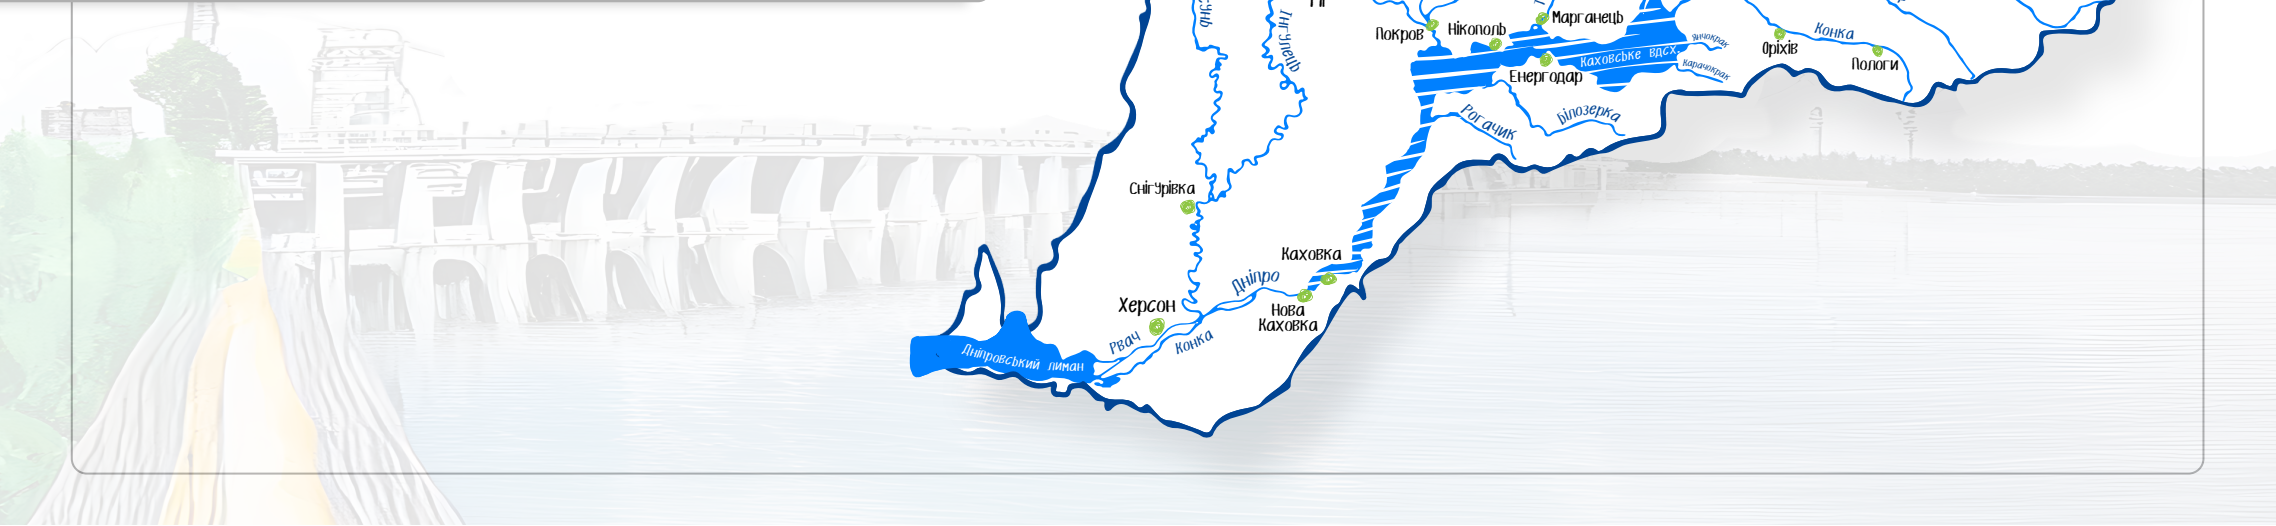 Інгулець
Марганець
Покров
Нікополь
Конка
Янчокрак
Оріхів
Каховське вдсх.
Пологи
Карачокрак
Енергодар
Рогачик
Білозерка
Снігурівка
Каховка
Дніпро
Херсон
Нова
Каховка
Рвач
Конка
Дніпровський лиман